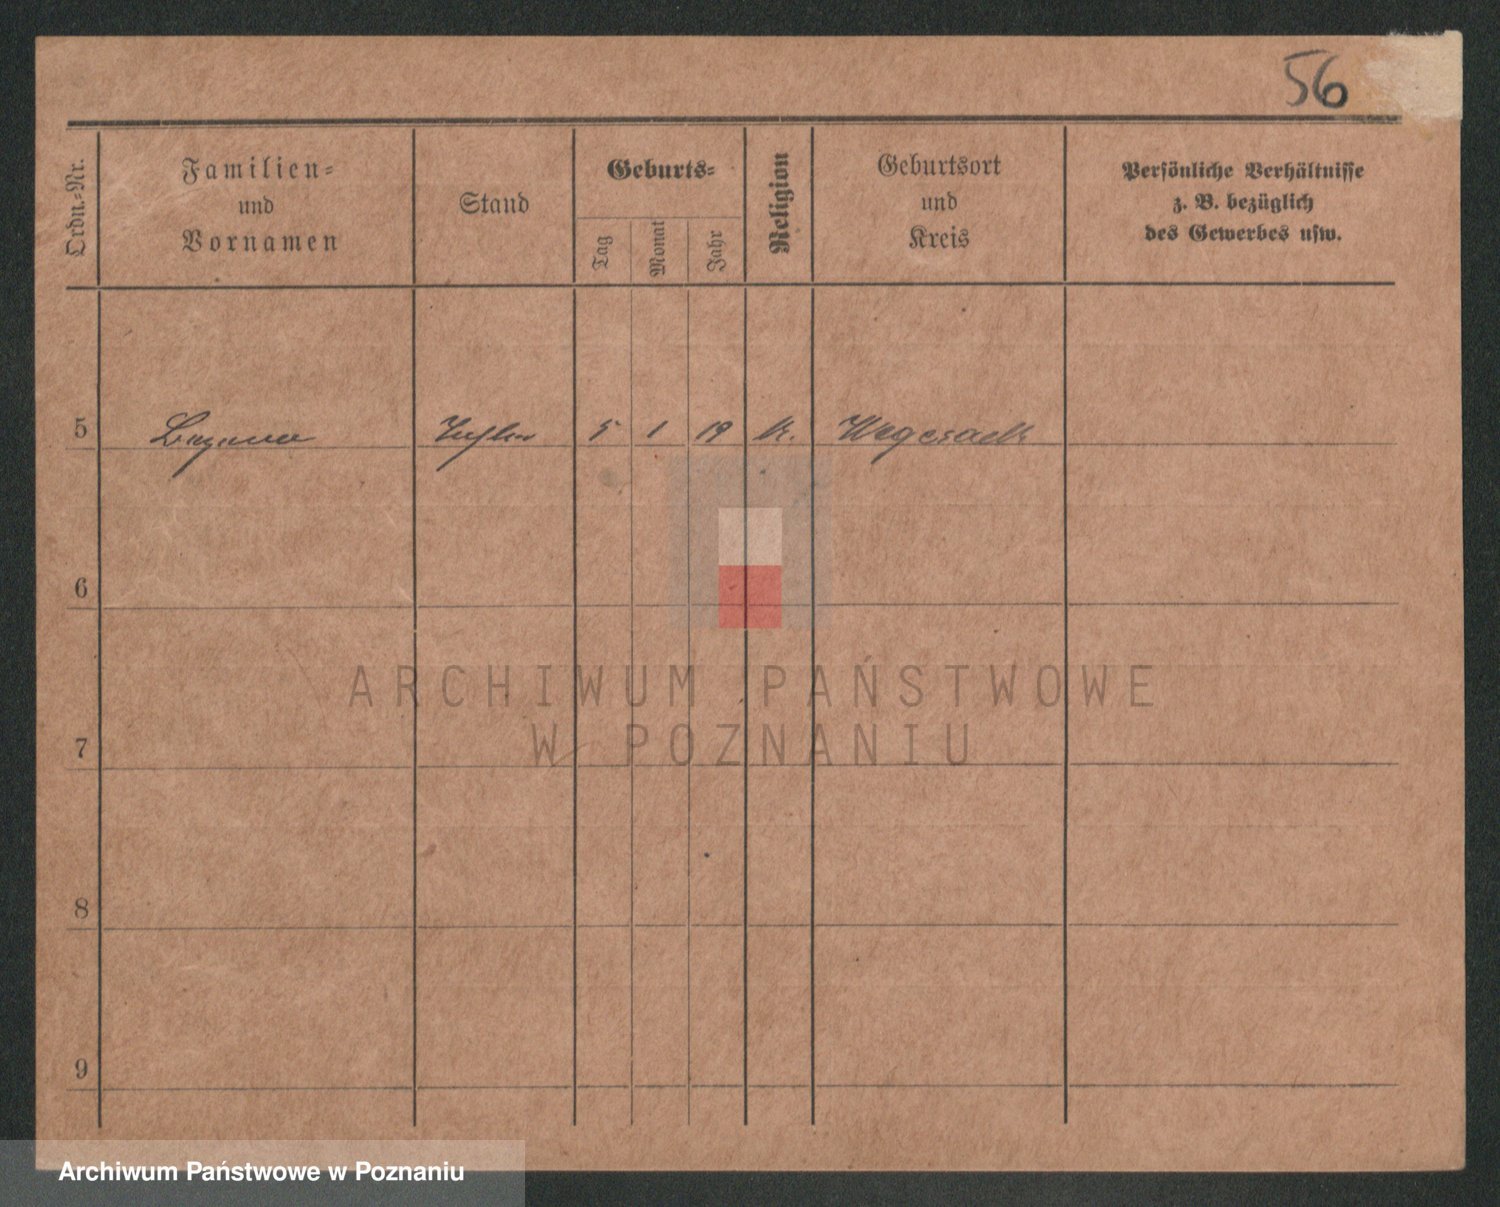 56
Ordn.-Nr.
Familien-
und
Vornamen
Stand
Geburts-
Tag
Monat
Jahr
Religion
Geburtsort
und
Kreis
Persönliche Verhältnisse
z. B. bezüglich
des Gewerbes usw.
5 5 1 19 k.
6
ARCHIWUM PAŃSTWOWE
W POZNANIU
7
8
9
Archiwum Państwowe w Poznaniu